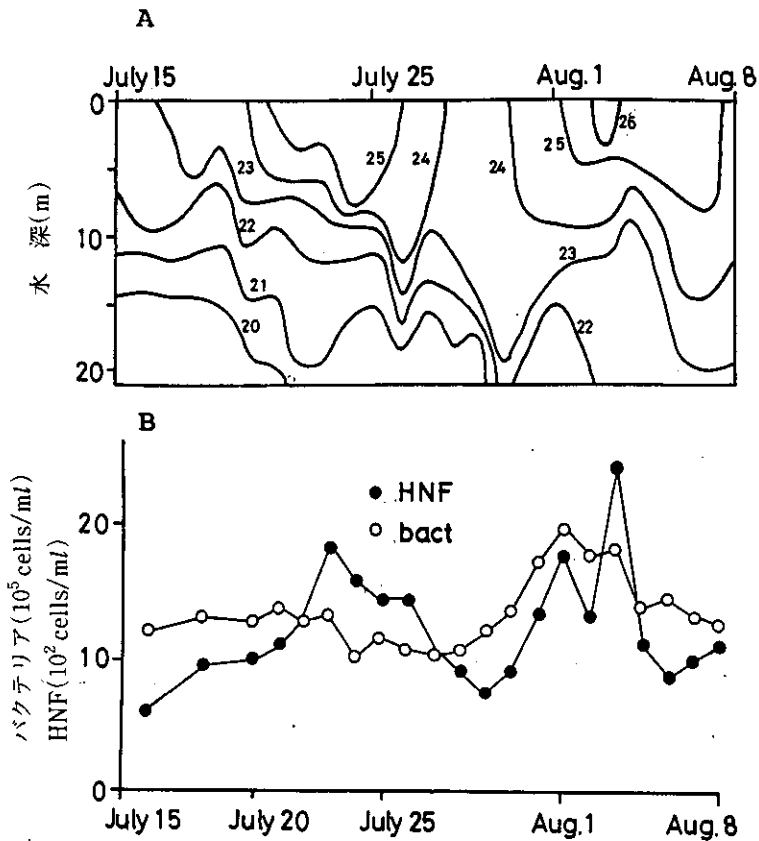 A
July 15 July 25 Aug. 1 Aug. 8
0
10
20
水 深(m)
23
22
21
20
25
24
24
25
26
23
22
B
HNF
bact
バクテリア(10⁵ cells/ml)
HNF(10² cells/ml)
20
10
0
July 15 July 20 July 25 Aug. 1 Aug. 8